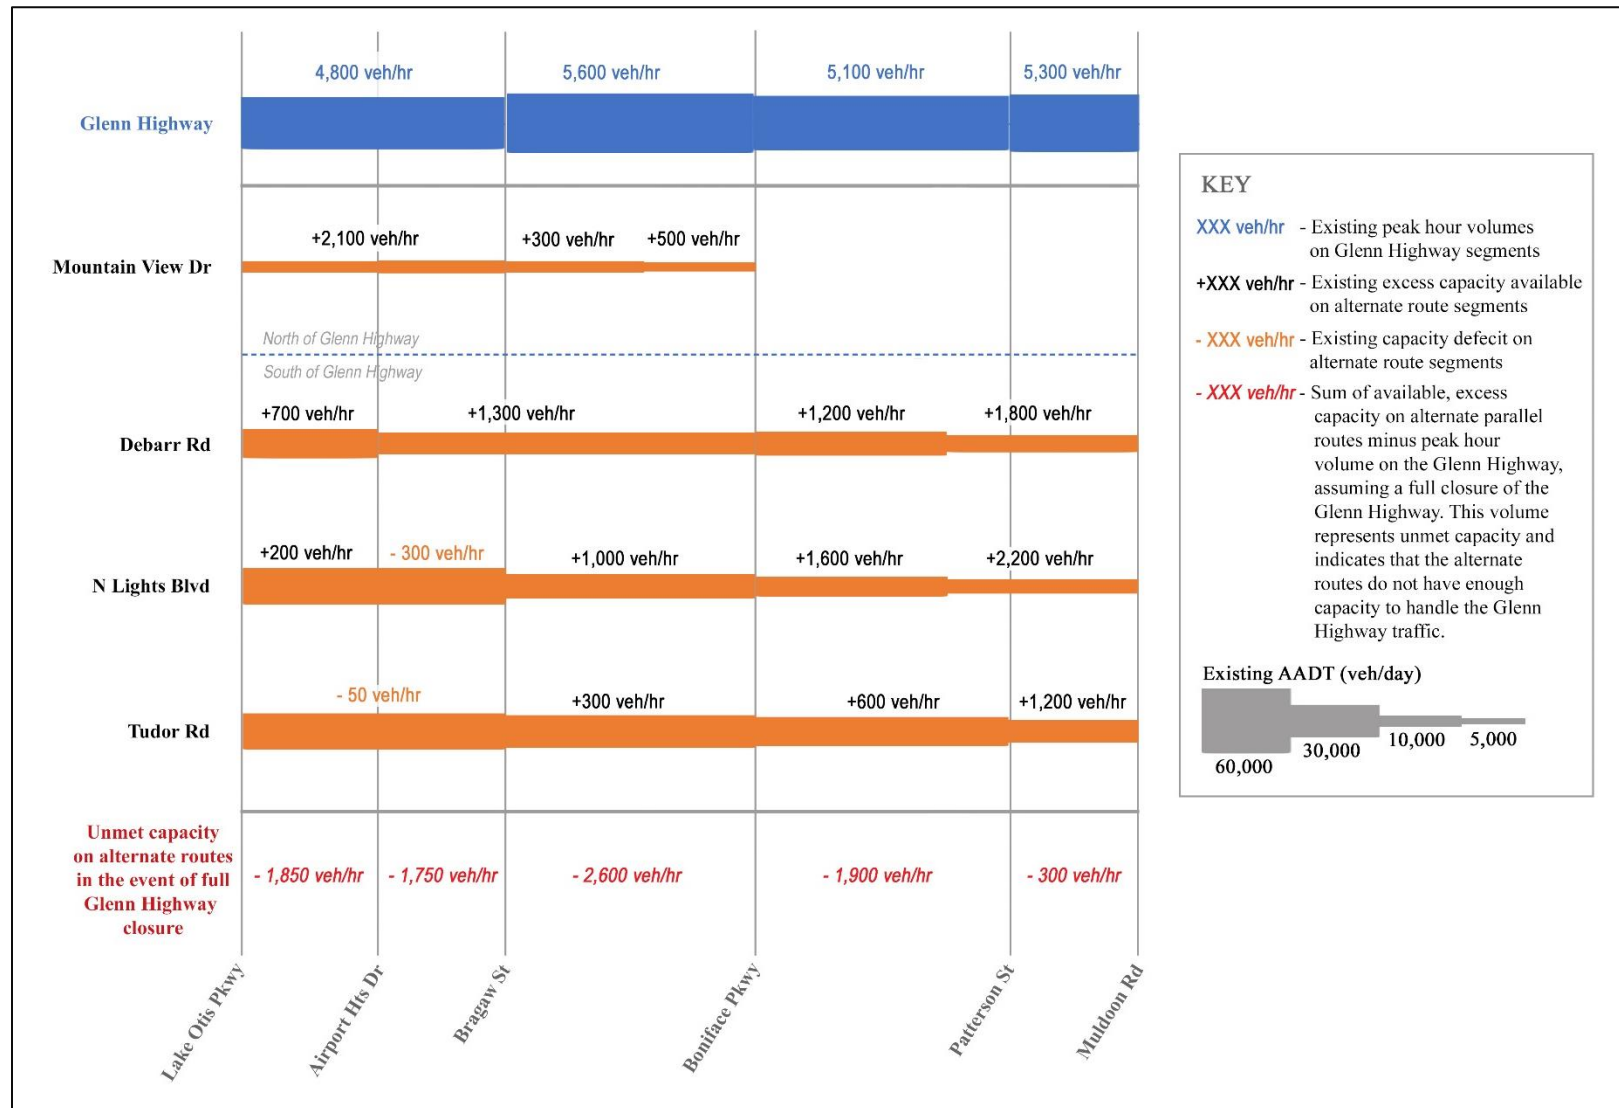 4,800 veh/hr 5,600 veh/hr 5,100 veh/hr 5,300 veh/hr
Glenn Highway
+2,100 veh/hr +300 veh/hr +500 veh/hr
Mountain View Dr
North of Glenn Highway
South of Glenn Highway
+700 veh/hr +1,300 veh/hr +1,200 veh/hr +1,800 veh/hr
Debarr Rd
+200 veh/hr - 300 veh/hr +1,000 veh/hr +1,600 veh/hr +2,200 veh/hr
N Lights Blvd
- 50 veh/hr +300 veh/hr +600 veh/hr +1,200 veh/hr
Tudor Rd
Unmet capacity
on alternate routes
in the event of full
Glenn Highway
closure
- 1,850 veh/hr - 1,750 veh/hr - 2,600 veh/hr - 1,900 veh/hr - 300 veh/hr
Lake Otis Pkwy
Airport Hts Dr
Bragaw St
Boniface Pkwy
Patterson St
Muldoon Rd
KEY
XXX veh/hr - Existing peak hour volumes
on Glenn Highway segments
+XXX veh/hr - Existing excess capacity available
on alternate route segments
- XXX veh/hr - Existing capacity defecit on
alternate route segments
- XXX veh/hr - Sum of available, excess
capacity on alternate parallel
routes minus peak hour
volume on the Glenn Highway,
assuming a full closure of the
Glenn Highway. This volume
represents unmet capacity and
indicates that the alternate
routes do not have enough
capacity to handle the Glenn
Highway traffic.
Existing AADT (veh/day)
60,000 30,000 10,000 5,000